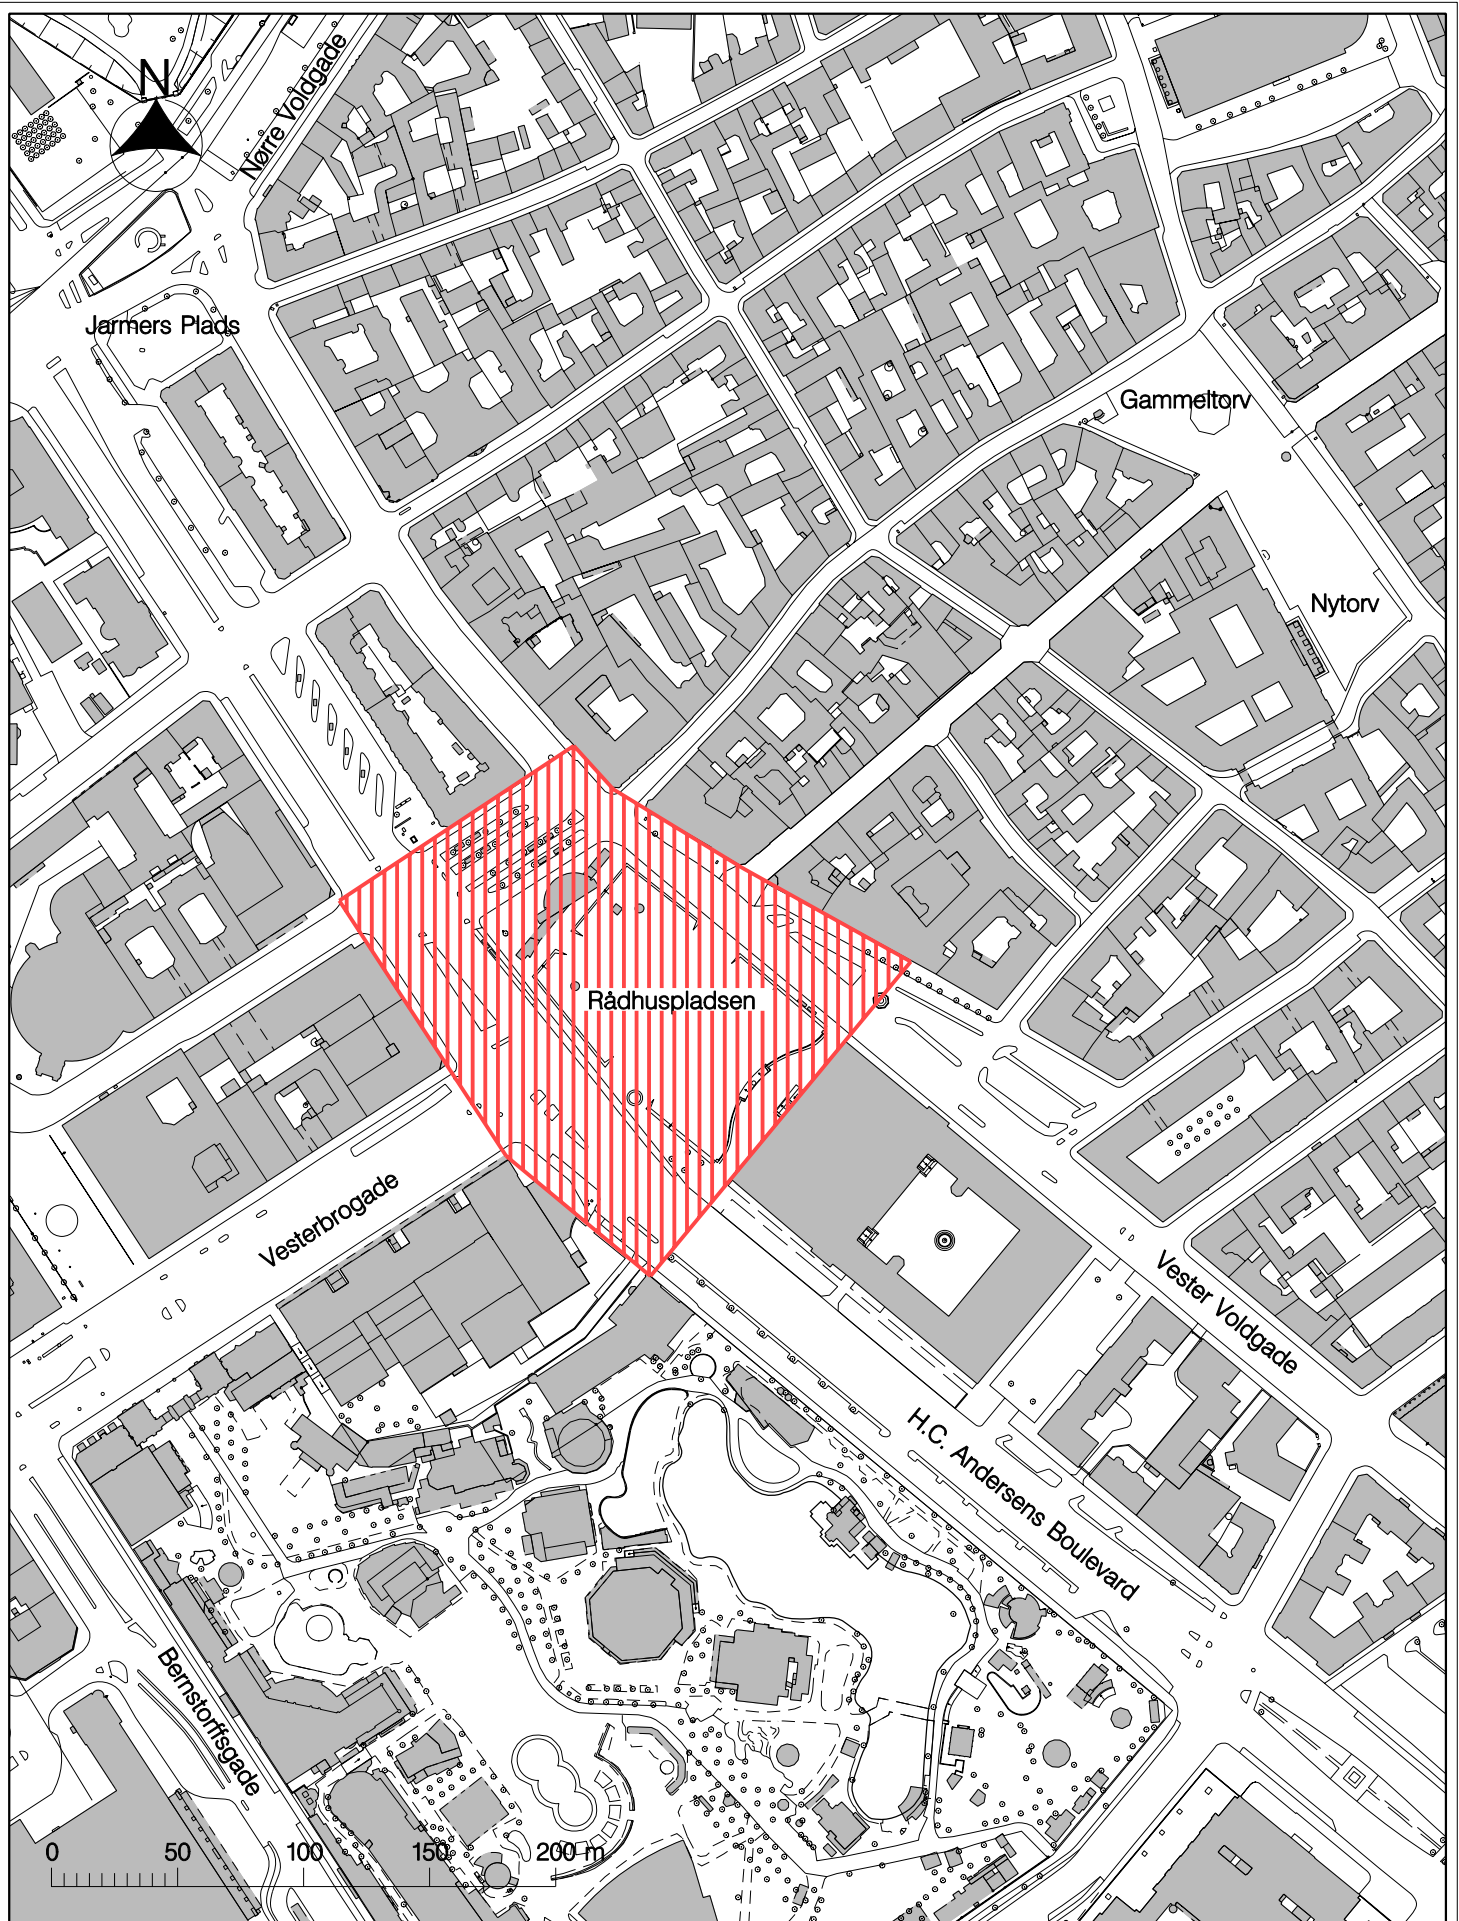 N
Nørre Voldgade
Jarmers Plads
Gammeltorv
Nytorv
Rådhuspladsen
Vesterbrogade
Vester Voldgade
H.C. Andersens Boulevard
Bernstorffsgade
0 50 100 150 200 m